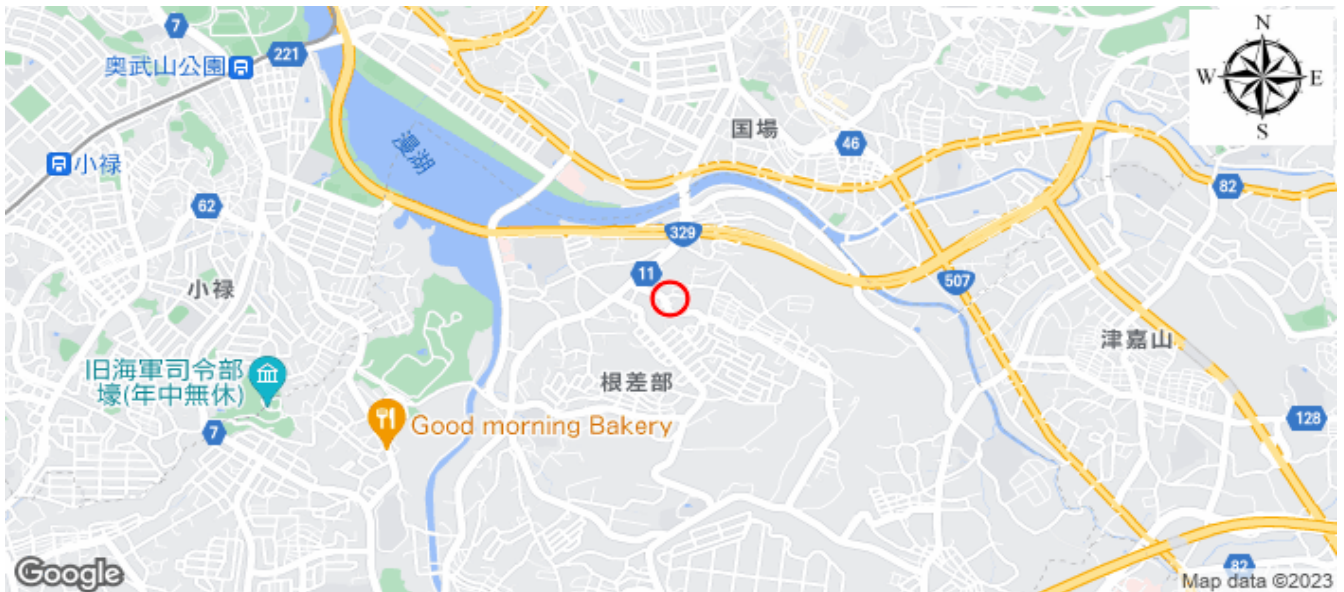 N
W E
S
7
221
奥武山公園
小禄
漫湖
国場
46
82
62
329
11
507
小禄
津嘉山
旧海軍司令部
壕(年中無休)
根差部
7
Good morning Bakery
128
82
Google
Map data ©2023